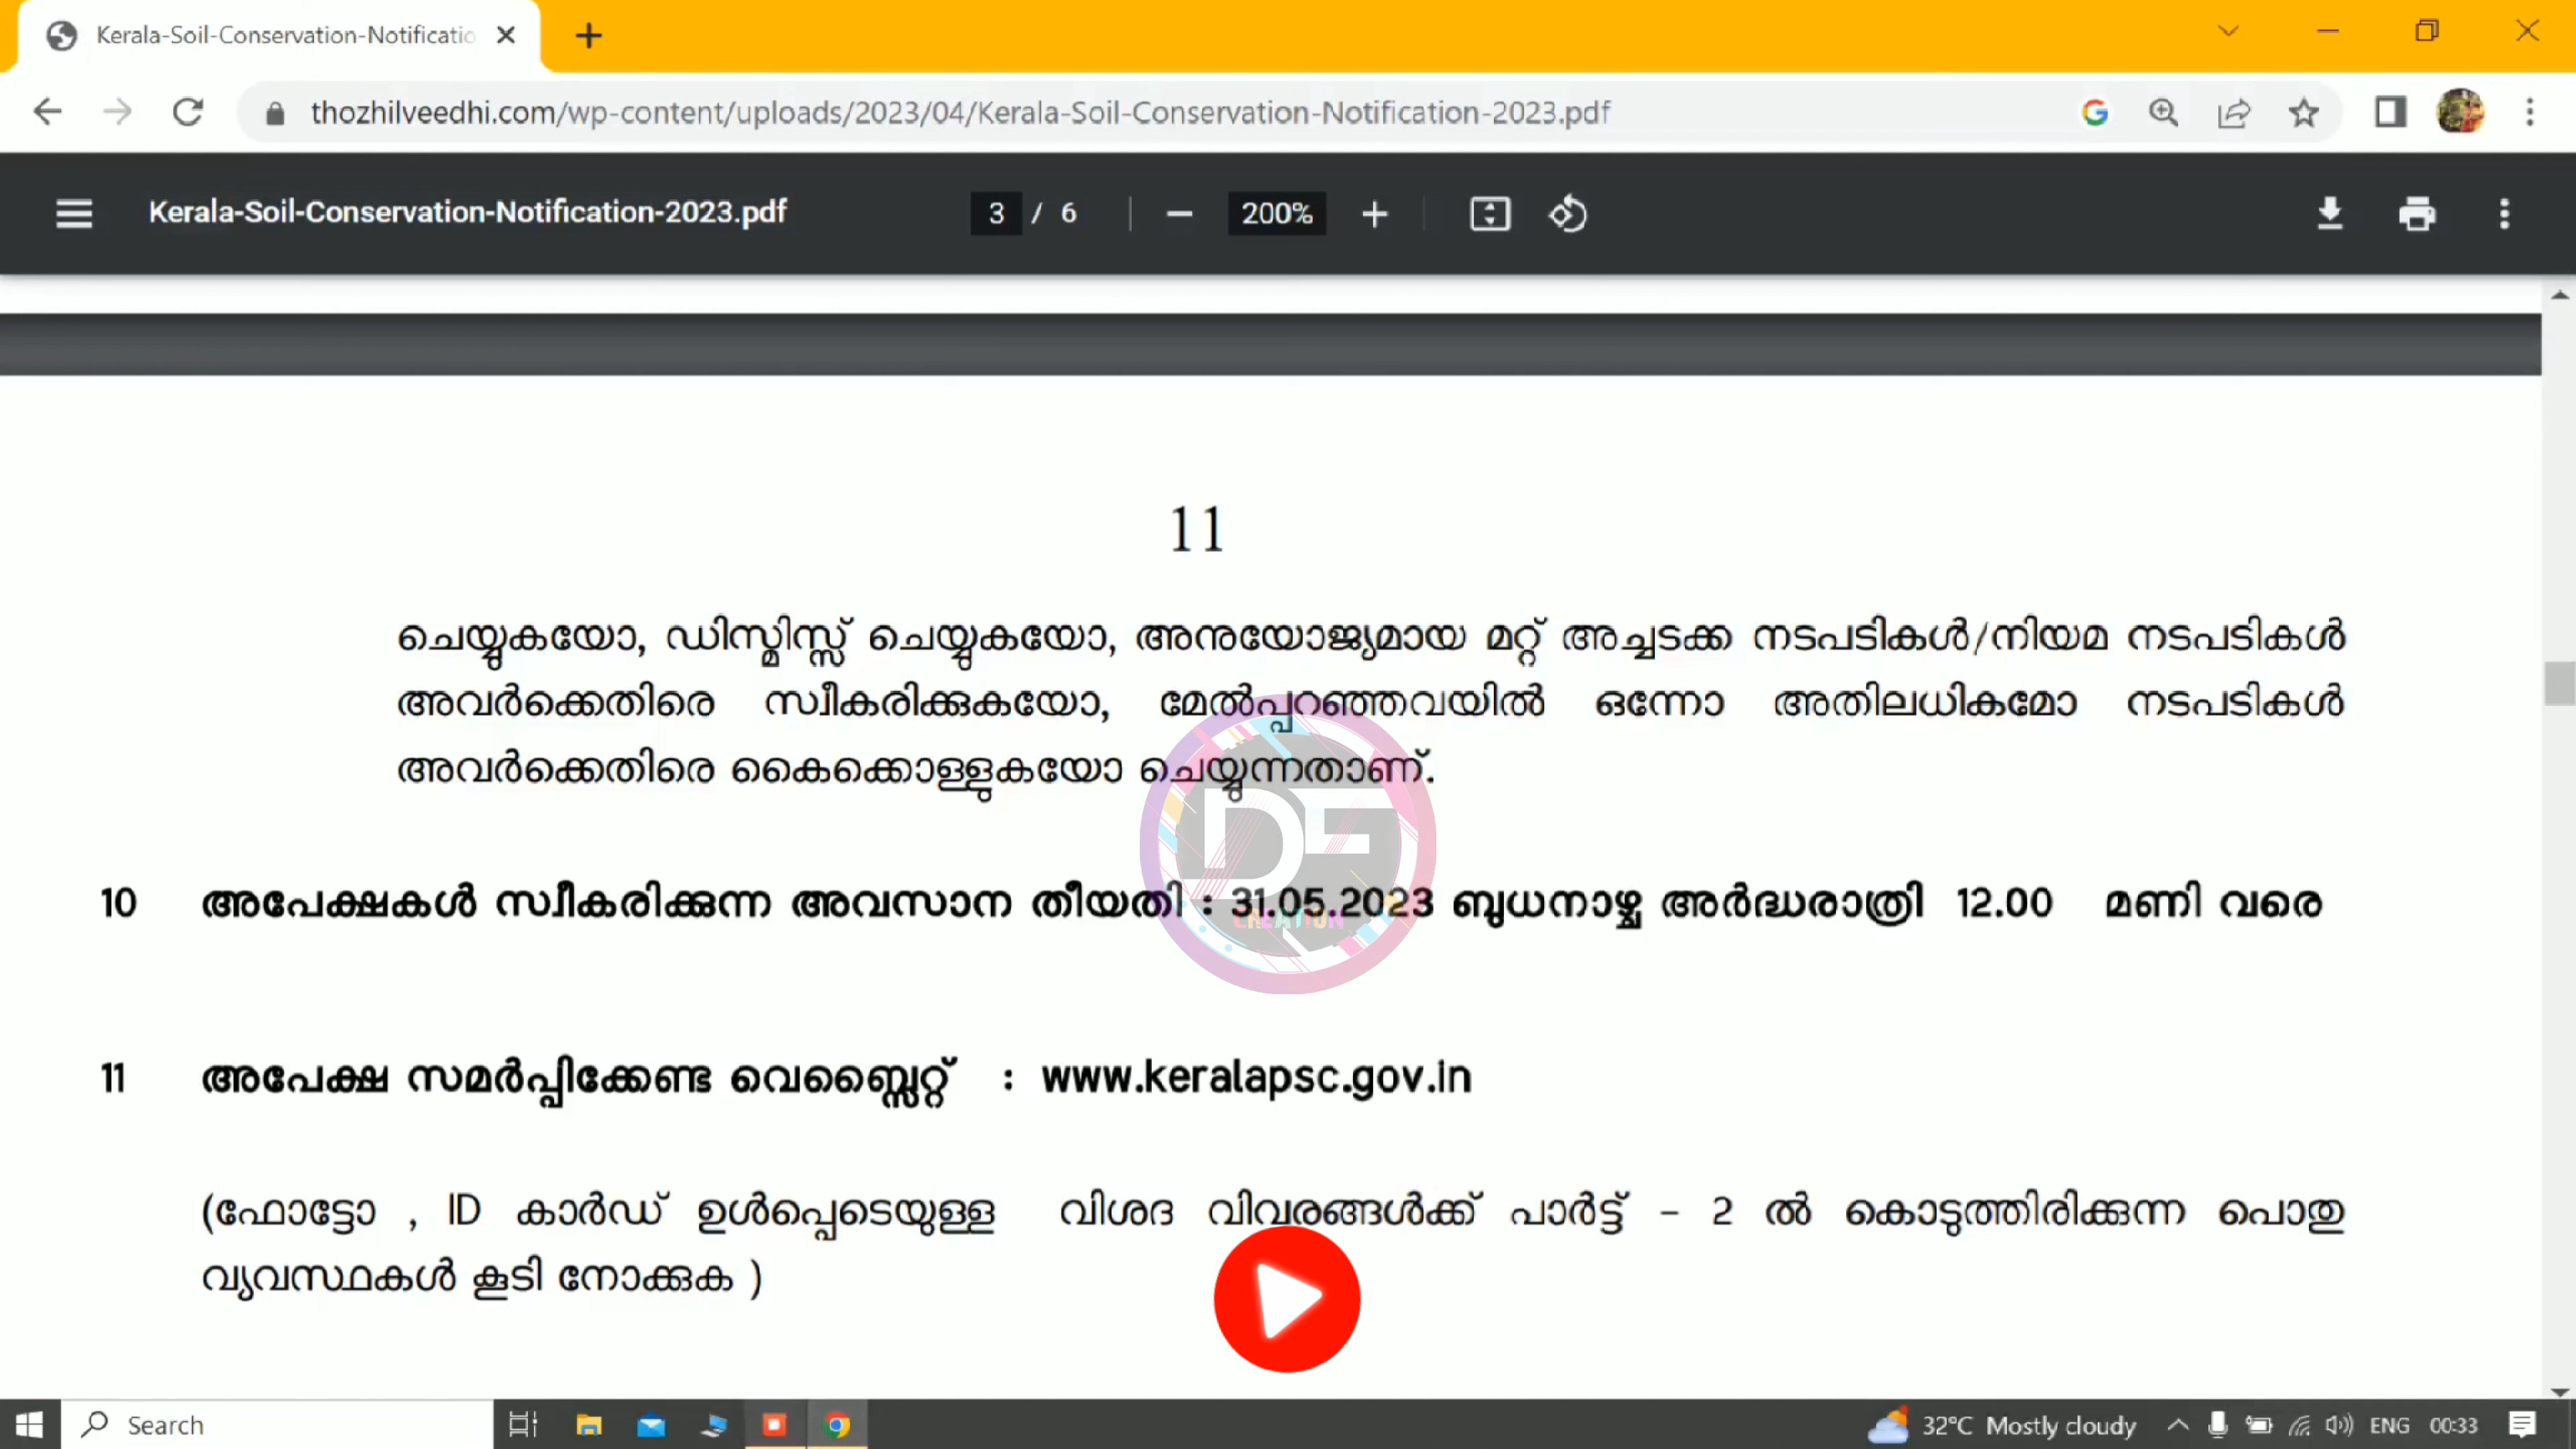 Kerala-Soil-Conservation-Notificatio
thozhilveedhi.com/wp-content/uploads/2023/04/Kerala-Soil-Conservation-Notification-2023.pdf
Kerala-Soil-Conservation-Notification-2023.pdf 3 / 6 200%
11
ചെയ്യുകയോ, ഡിസ്മിസ്സ് ചെയ്യുകയോ, അനുയോജ്യമായ മറ്റ് അച്ചടക്ക നടപടികൾ/നിയമ നടപടികൾ
അവർക്കെതിരെ സ്വീകരിക്കുകയോ, മേൽപ്പറഞ്ഞവയിൽ ഒന്നോ അതിലധികമോ നടപടികൾ
അവർക്കെതിരെ കൈക്കൊള്ളുകയോ ചെയ്യുന്നതാണ്.
10 അപേക്ഷകൾ സ്വീകരിക്കുന്ന അവസാന തീയതി : 31.05.2023 ബുധനാഴ്ച അർദ്ധരാത്രി 12.00 മണി വരെ
DF
CREATION
11 അപേക്ഷ സമർപ്പിക്കേണ്ട വെബ്സൈറ്റ് : www.keralapsc.gov.in
(ഫോട്ടോ , ID കാർഡ് ഉൾപ്പെടെയുള്ള വിശദ വിവരങ്ങൾക്ക് പാർട്ട് – 2 ൽ കൊടുത്തിരിക്കുന്ന പൊതു
വ്യവസ്ഥകൾ കൂടി നോക്കുക )
Search 32°C Mostly cloudy ENG 00:33